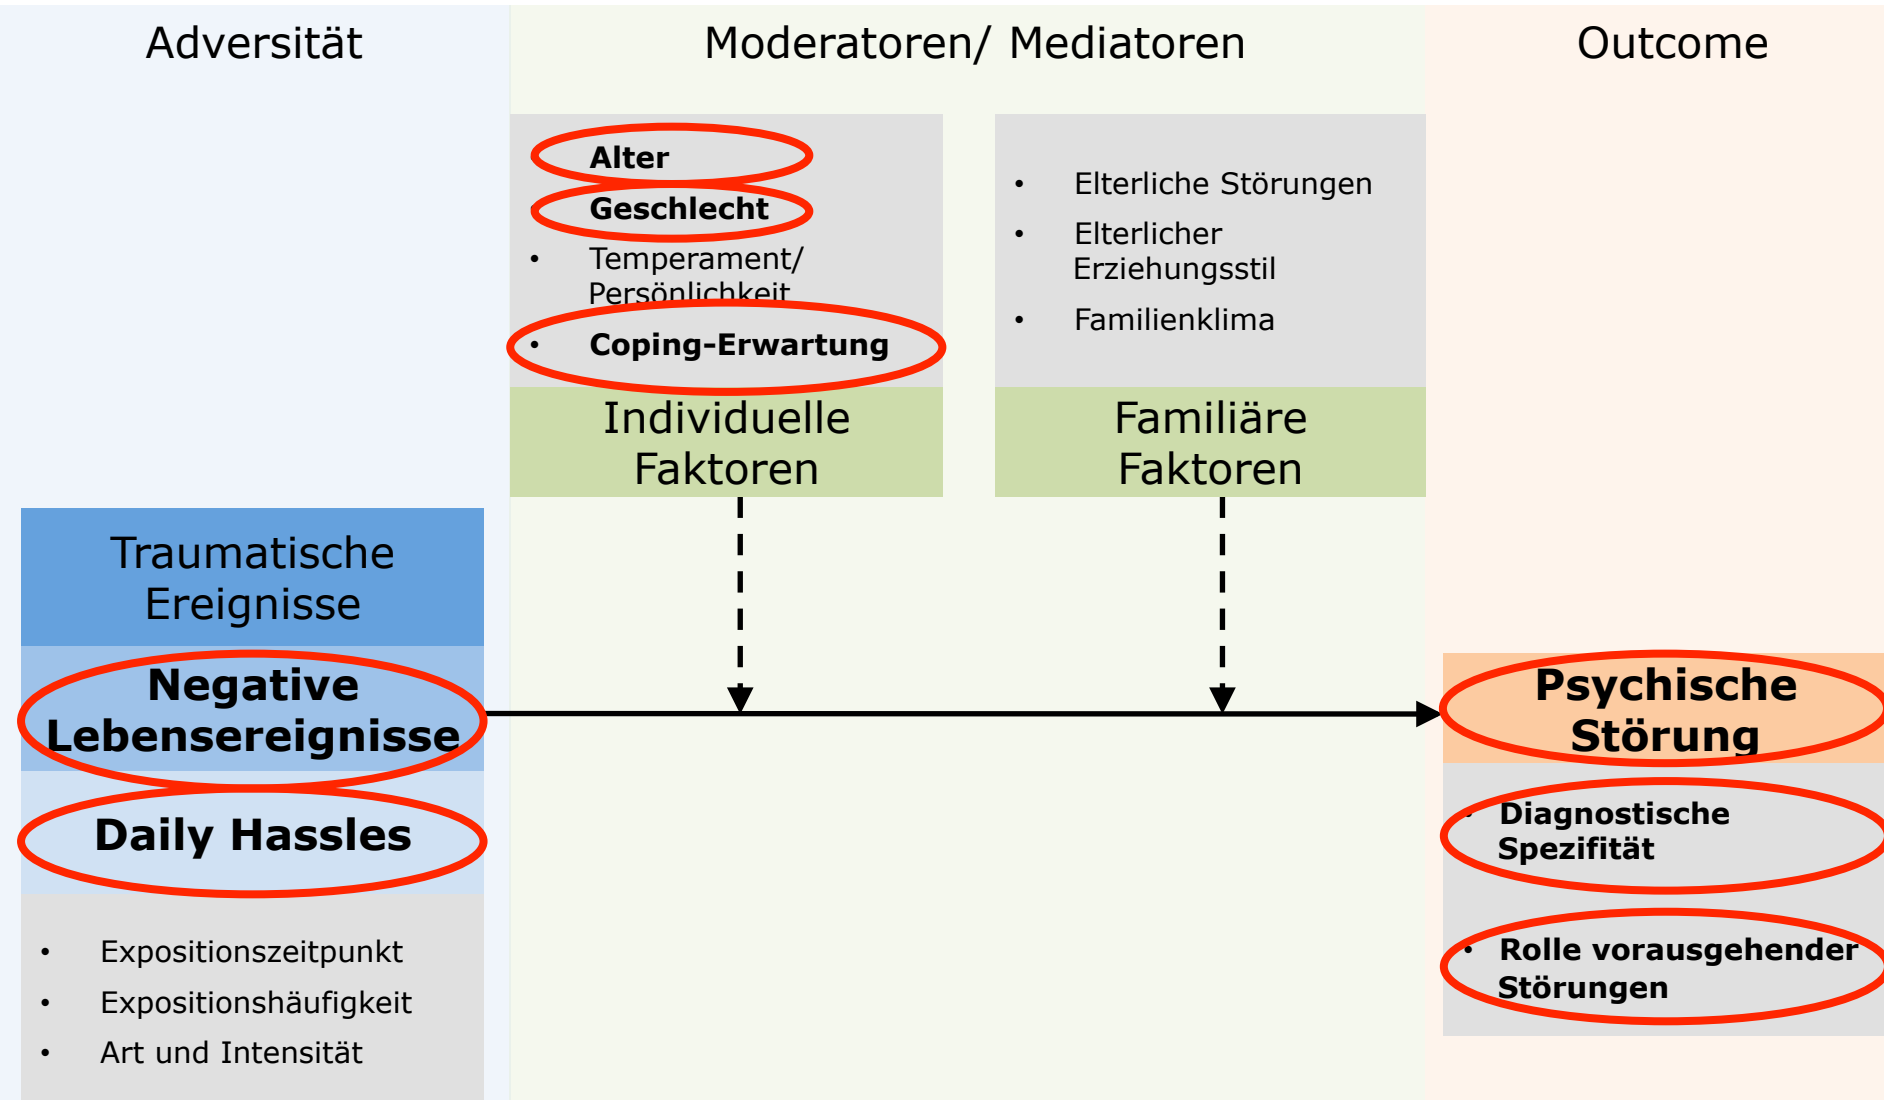 Adversität
Moderatoren/ Mediatoren
Outcome
Alter
Geschlecht
• Temperament/
Persönlichkeit
• Coping-Erwartung
Individuelle
Faktoren
• Elterliche Störungen
• Elterlicher
Erziehungsstil
• Familienklima
Familiäre
Faktoren
Traumatische
Ereignisse
Negative
Lebensereignisse
Daily Hassles
• Expositionszeitpunkt
• Expositionshäufigkeit
• Art und Intensität
Psychische
Störung
• Diagnostische
Spezifität
• Rolle vorausgehender
Störungen